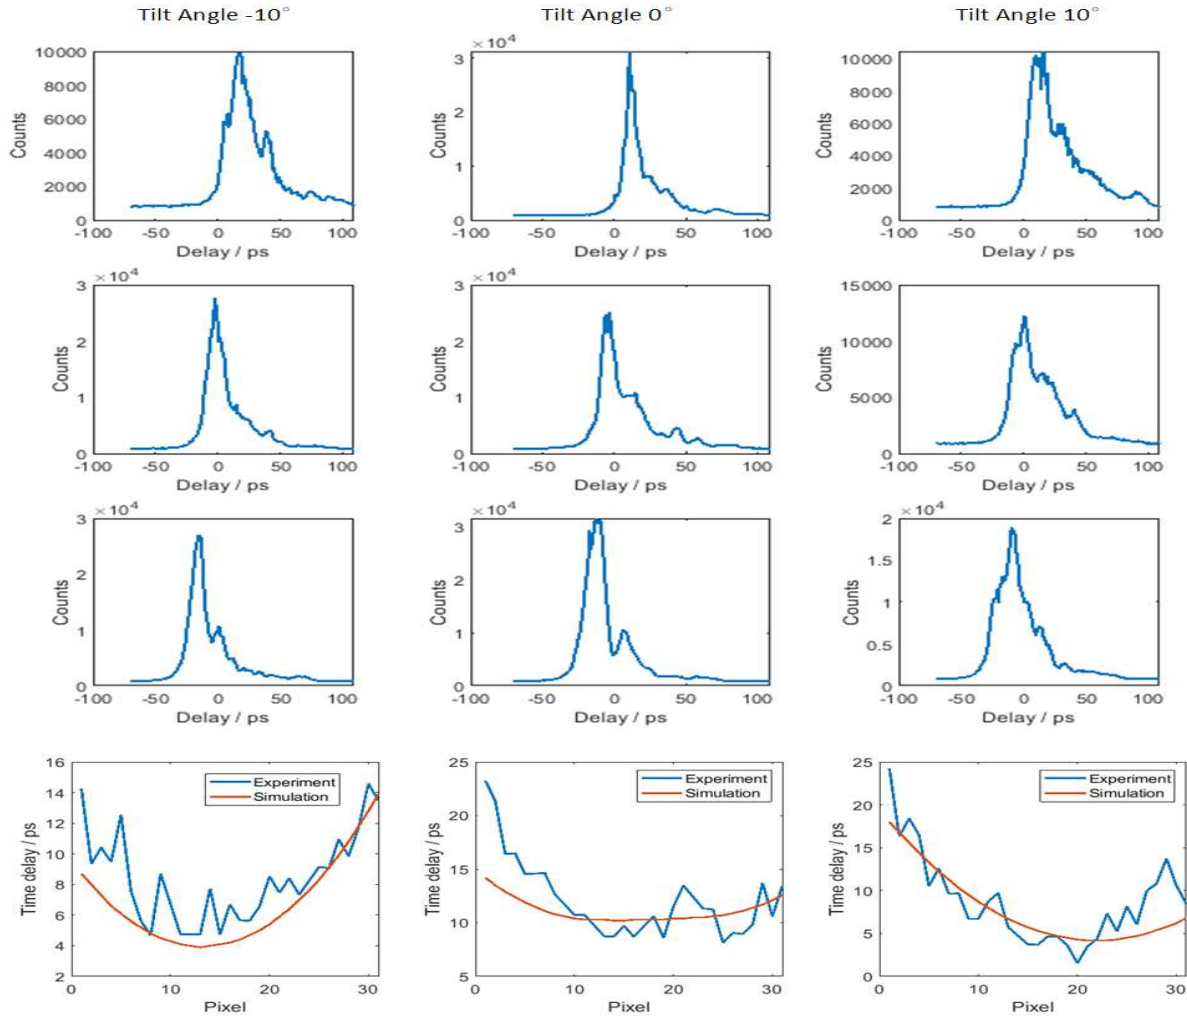 Tilt Angle -10° Tilt Angle 0° Tilt Angle 10°
10000 8000 6000 4000 2000 0
Counts
-100 -50 0 50 100
Delay / ps
×10⁴
3 2 1 0
Counts
-100 -50 0 50 100
Delay / ps
10000 8000 6000 4000 2000 0
Counts
-100 -50 0 50 100
Delay / ps
×10⁴
3 2 1 0
Counts
-100 -50 0 50 100
Delay / ps
×10⁴
3 2 1 0
Counts
-100 -50 0 50 100
Delay / ps
15000 10000 5000 0
Counts
-100 -50 0 50 100
Delay / ps
×10⁴
3 2 1 0
Counts
-100 -50 0 50 100
Delay / ps
×10⁴
3 2 1 0
Counts
-100 -50 0 50 100
Delay / ps
×10⁴
2 1.5 1 0.5 0
Counts
-100 -50 0 50 100
Delay / ps
16 14 12 10 8 6 4 2
Time delay / ps
Experiment
Simulation
0 10 20 30
Pixel
25 20 15 10 5
Time delay / ps
Experiment
Simulation
0 10 20 30
Pixel
25 20 15 10 5 0
Time delay / ps
Experiment
Simulation
0 10 20 30
Pixel